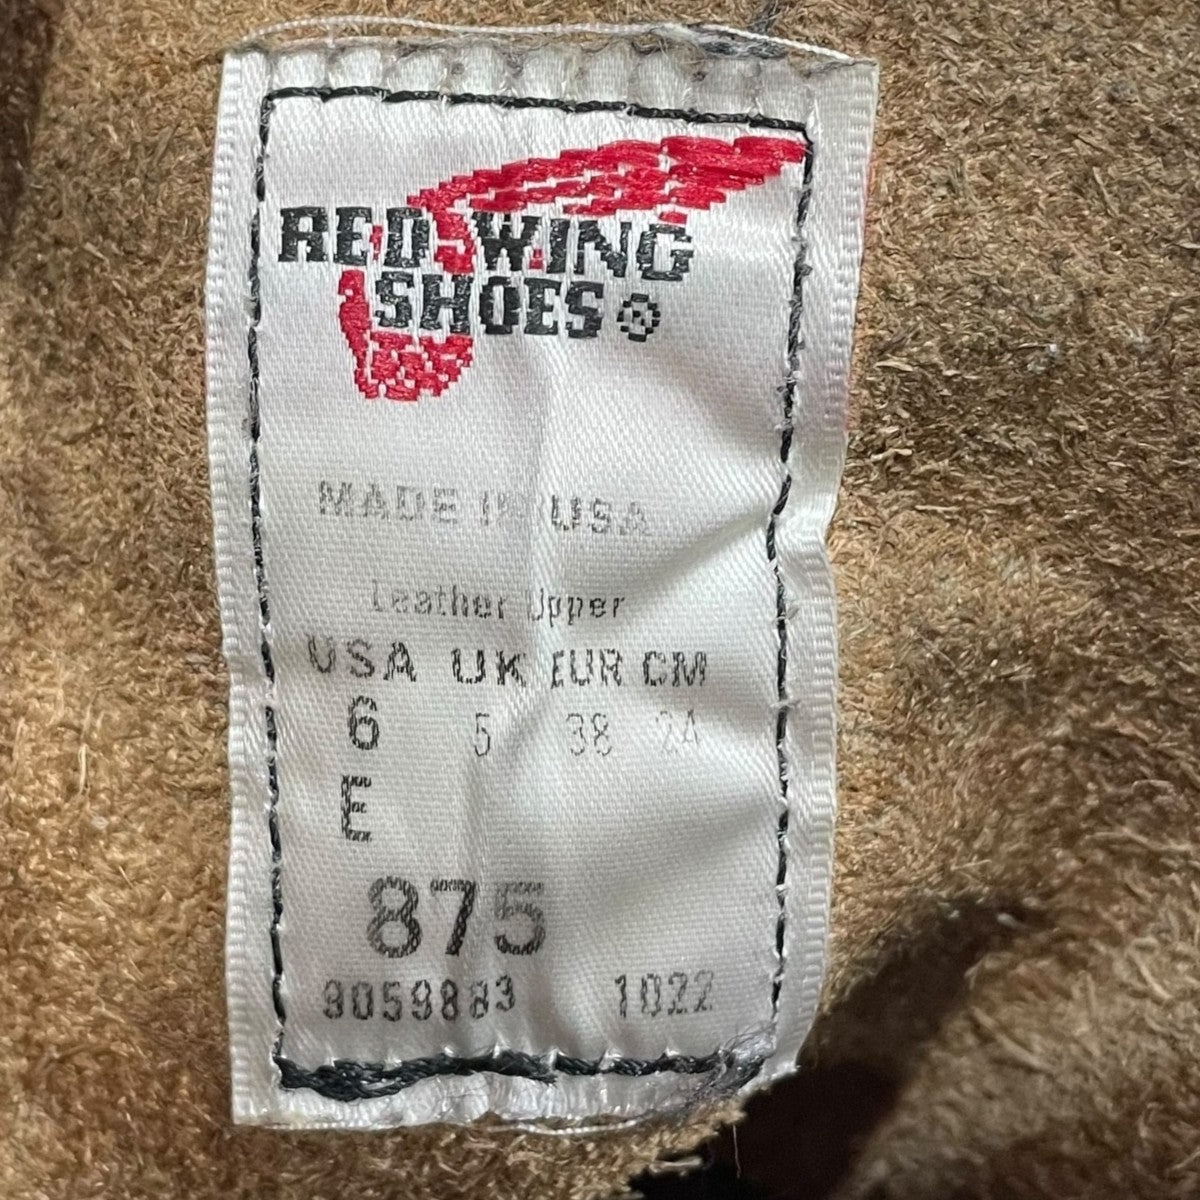 RED WING
SHOES ®
MADE IN USA
Leather Upper
USA UK EUR CM
6 5 38 24
E
875
9059883 1022